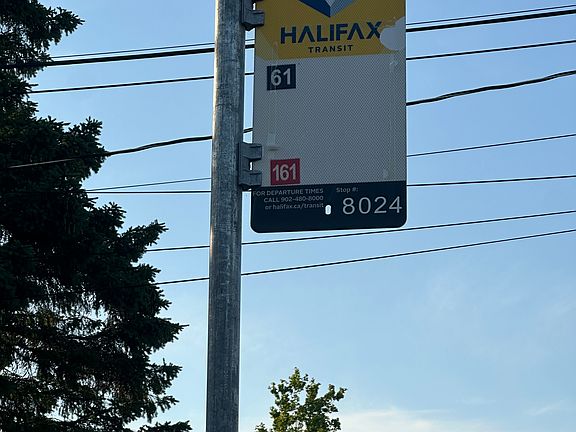 HALIFAX
TRANSIT
61
161
FOR DEPARTURE TIMES
CALL 902-480-8000
or halifax.ca/transit
Stop #:
8024